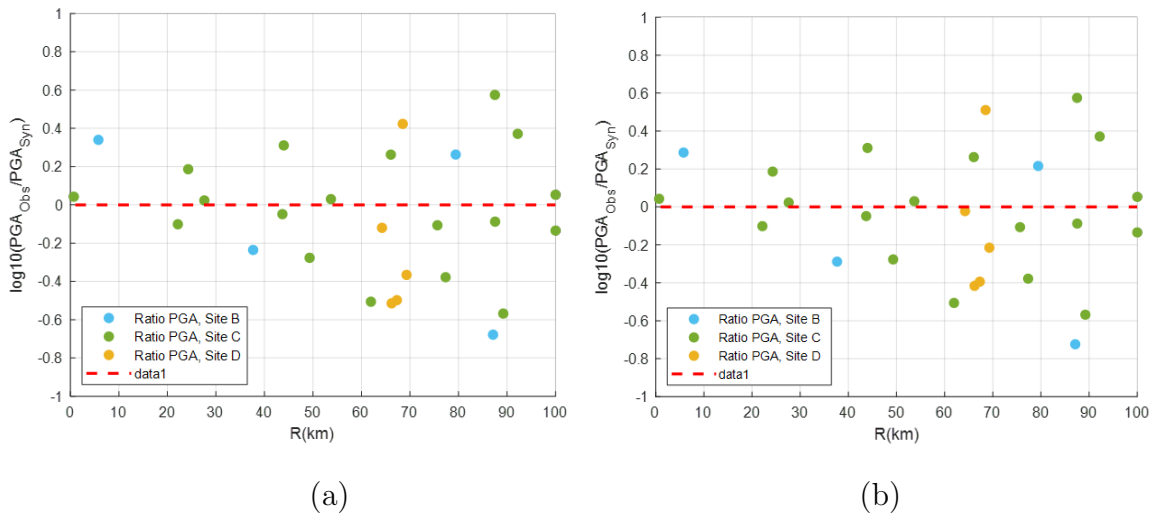 1
0.8
0.6
0.4
0.2
0
-0.2
-0.4
-0.6
-0.8
-1
log10(PGA_Obs/PGA_Syn)
Ratio PGA, Site B
Ratio PGA, Site C
Ratio PGA, Site D
data1
0 10 20 30 40 50 60 70 80 90 100
R(km)
(a)
1
0.8
0.6
0.4
0.2
0
-0.2
-0.4
-0.6
-0.8
-1
log10(PGA_Obs/PGA_Syn)
Ratio PGA, Site B
Ratio PGA, Site C
Ratio PGA, Site D
data1
0 10 20 30 40 50 60 70 80 90 100
R(km)
(b)